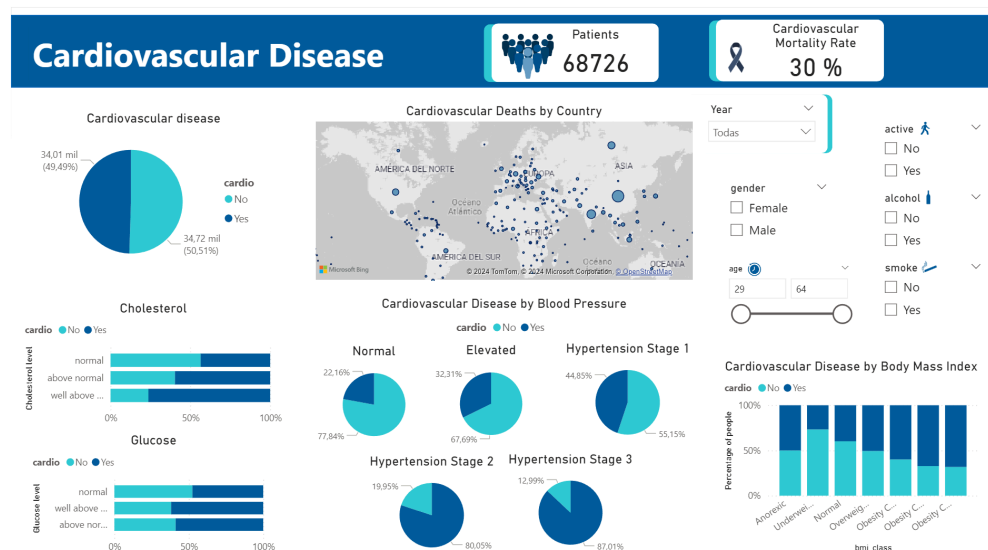 Cardiovascular Disease
Patients
68726
Cardiovascular
Mortality Rate
30 %
Cardiovascular disease
34,01 mil
(49,49%)
34,72 mil
(50,51%)
cardio
No
Yes
Cardiovascular Deaths by Country
AMÉRICA DEL NORTE
EUROPA
ASIA
Océano
Atlántico
ÁFRICA
AMÉRICA DEL SUR
Océano
OCEANÍA
Microsoft Bing
© 2024 TomTom, © 2024 Microsoft Corporation, © OpenStreetMap
Year
Todas
gender
Female
Male
age
29
64
active
No
Yes
alcohol
No
Yes
smoke
No
Yes
Cholesterol
cardio No Yes
Cholesterol level
normal
above normal
well above ...
0% 50% 100%
Glucose
cardio No Yes
Glucose level
normal
well above ...
above nor...
0% 50% 100%
Cardiovascular Disease by Blood Pressure
cardio No Yes
Normal
22,16%
77,84%
Elevated
32,31%
67,69%
Hypertension Stage 1
44,85%
55,15%
Hypertension Stage 2
19,95%
80,05%
Hypertension Stage 3
12,99%
87,01%
Cardiovascular Disease by Body Mass Index
cardio No Yes
Percentage of people
100%
50%
0%
Anorexic
Underwei...
Normal
Overweig...
Obesity C...
Obesity C...
Obesity C...
bmi_class